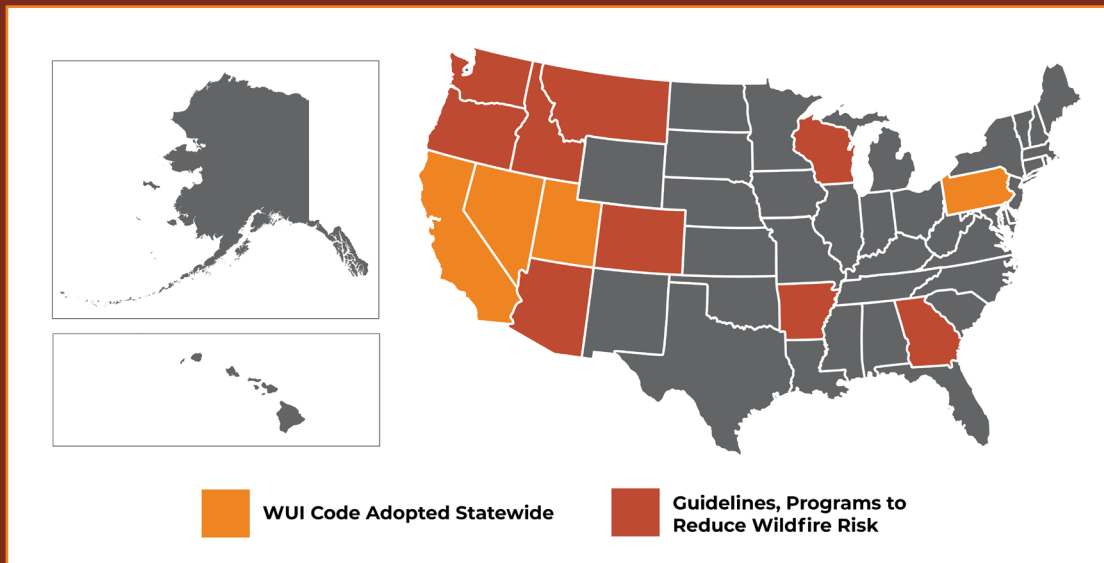 WUI Code Adopted Statewide
Guidelines, Programs to
Reduce Wildfire Risk